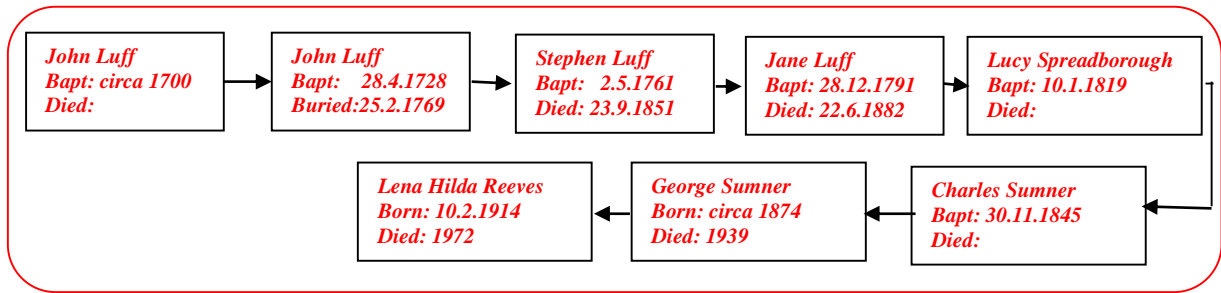 John Luff
Bapt: circa 1700
Died:
John Luff
Bapt: 28.4.1728
Buried:25.2.1769
Stephen Luff
Bapt: 2.5.1761
Died: 23.9.1851
Jane Luff
Bapt: 28.12.1791
Died: 22.6.1882
Lucy Spreadborough
Bapt: 10.1.1819
Died:
Charles Sumner
Bapt: 30.11.1845
Died:
George Sumner
Born: circa 1874
Died: 1939
Lena Hilda Reeves
Born: 10.2.1914
Died: 1972